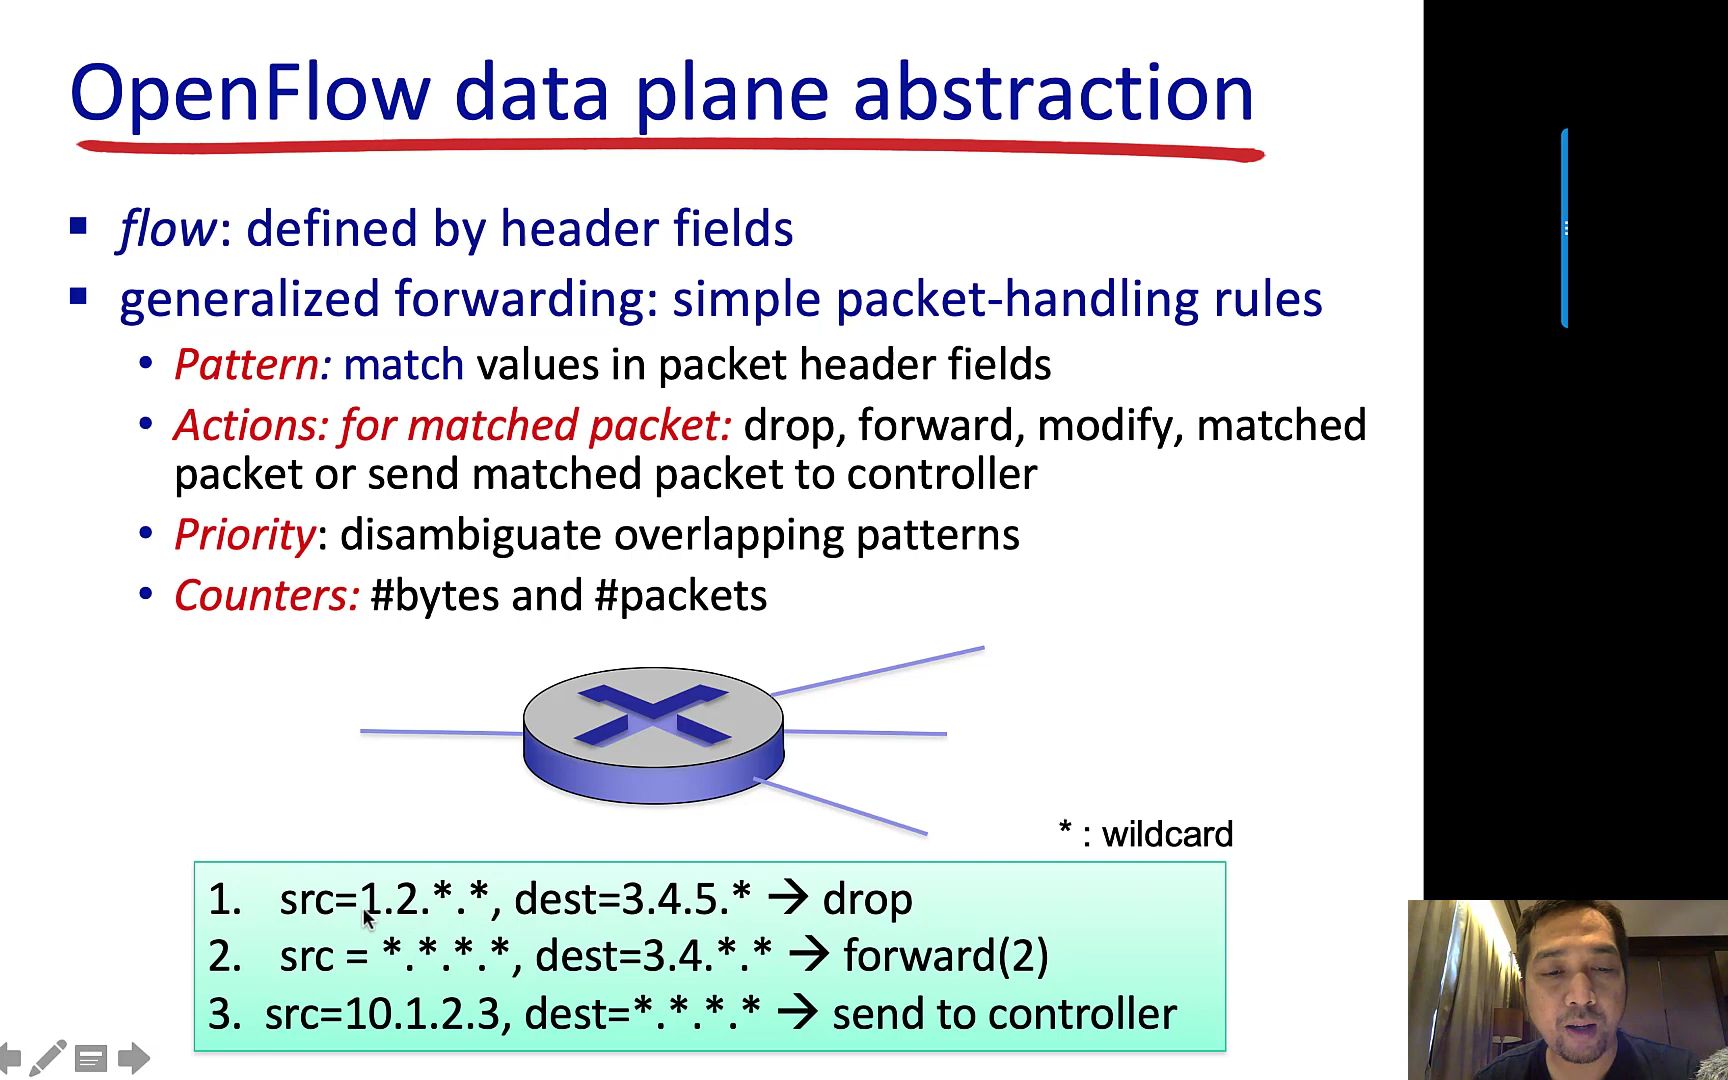 OpenFlow data plane abstraction
flow: defined by header fields
generalized forwarding: simple packet-handling rules
Pattern: match values in packet header fields
Actions: for matched packet: drop, forward, modify, matched
packet or send matched packet to controller
Priority: disambiguate overlapping patterns
Counters: #bytes and #packets
* : wildcard
1. src=1.2.*.*, dest=3.4.5.* → drop
2. src = *.*.*.*, dest=3.4.*.* → forward(2)
3. src=10.1.2.3, dest=*.*.*.* → send to controller